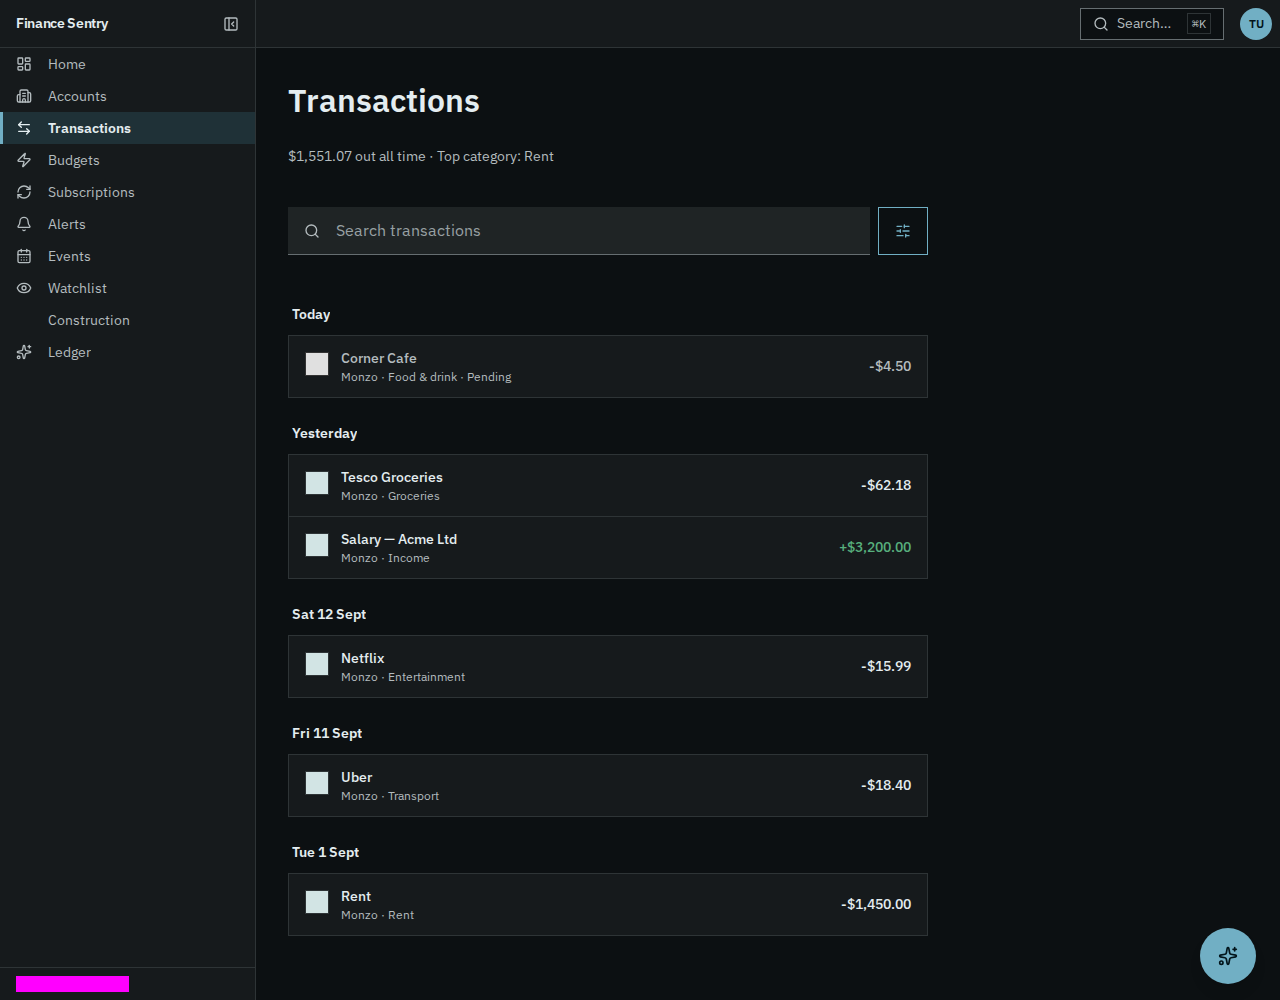 Finance Sentry
Search...
⌘K
TU
Home
Accounts
Transactions
Budgets
Subscriptions
Alerts
Events
Watchlist
Construction
Ledger
Transactions
$1,551.07 out all time · Top category: Rent
Search transactions
Today
Corner Cafe
-$4.50
Monzo · Food & drink · Pending
Yesterday
Tesco Groceries
-$62.18
Monzo · Groceries
Salary — Acme Ltd
+$3,200.00
Monzo · Income
Sat 12 Sept
Netflix
-$15.99
Monzo · Entertainment
Fri 11 Sept
Uber
-$18.40
Monzo · Transport
Tue 1 Sept
Rent
-$1,450.00
Monzo · Rent